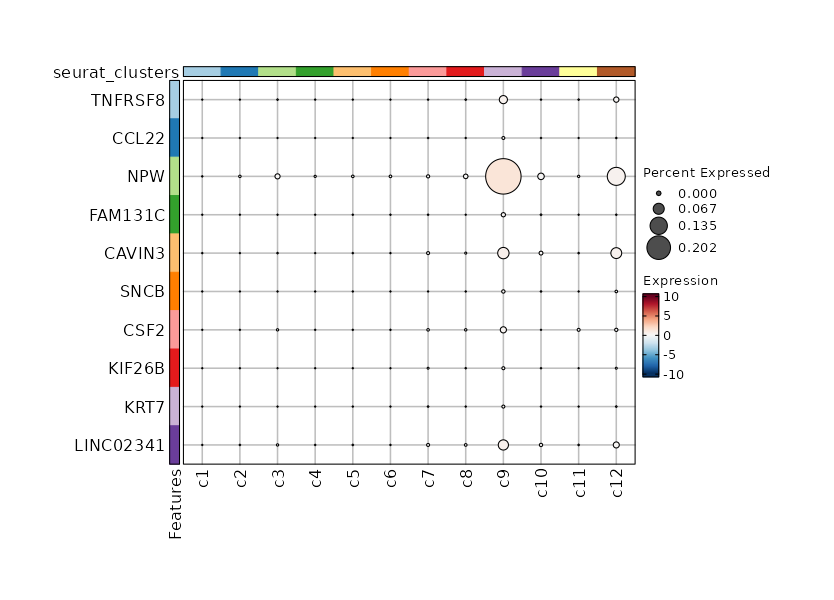 seurat_clusters
TNFRSF8
CCL22
NPW
FAM131C
CAVIN3
SNCB
CSF2
KIF26B
KRT7
LINC02341
Features
c1
c2
c3
c4
c5
c6
c7
c8
c9
c10
c11
c12
Percent Expressed
0.000
0.067
0.135
0.202
Expression
10
5
0
-5
-10